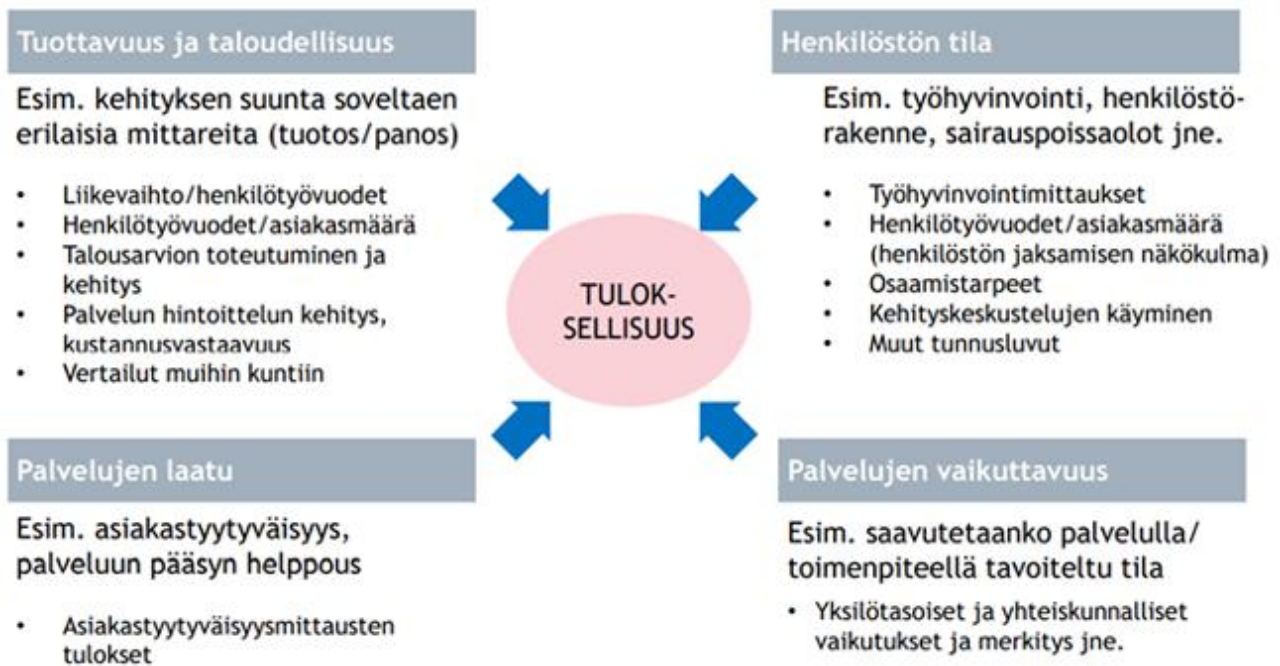 Tuottavuus ja taloudellisuus
Esim. kehityksen suunta soveltaen
erilaisia mittareita (tuotos/panos)
• Liikevaihto/henkilötyövuodet
• Henkilötyövuodet/asiakasmäärä
• Talousarvion toteutuminen ja
kehitys
• Palvelun hintoittelun kehitys,
kustannusvastaavuus
• Vertailut muihin kuntiin
Henkilöstön tila
Esim. työhyvinvointi, henkilöstö-
rakenne, sairauspoissaolot jne.
• Työhyvinvointimittaukset
• Henkilötyövuodet/asiakasmäärä
(henkilöstön jaksamisen näkökulma)
• Osaamistarpeet
• Kehityskeskustelujen käyminen
• Muut tunnusluvut
TULOK-
SELLISUUS
Palvelujen laatu
Esim. asiakastyytyväisyys,
palveluun pääsyn helppous
• Asiakastyytyväisyysmittausten
tulokset
Palvelujen vaikuttavuus
Esim. saavutetaanko palvelulla/
toimenpiteellä tavoiteltu tila
• Yksilötasoiset ja yhteiskunnalliset
vaikutukset ja merkitys jne.